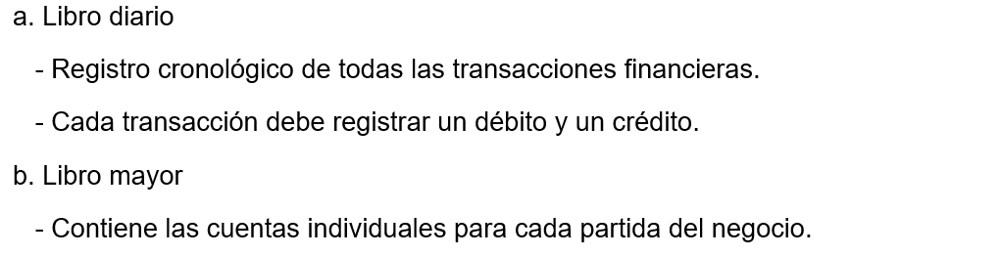 a. Libro diario
- Registro cronológico de todas las transacciones financieras.
- Cada transacción debe registrar un débito y un crédito.
b. Libro mayor
- Contiene las cuentas individuales para cada partida del negocio.